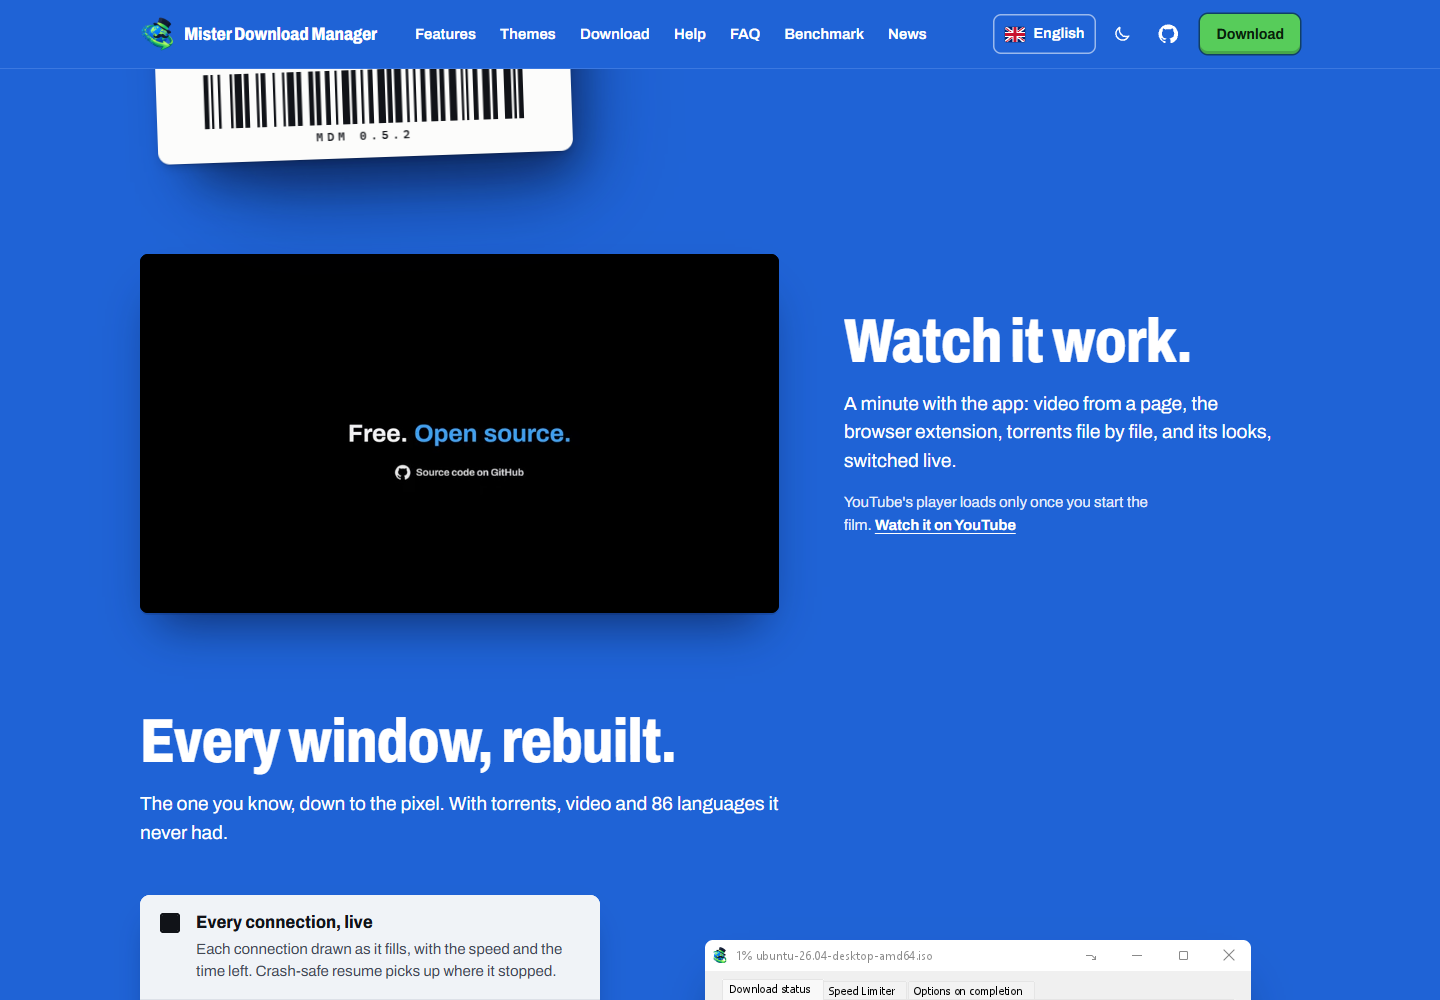 Mister Download Manager
Features
Themes
Download
Help
FAQ
Benchmark
News
English
Download
MDM 0.5.2
Free. Open source.
Source code on GitHub
Watch it work.
A minute with the app: video from a page, the
browser extension, torrents file by file, and its looks,
switched live.
YouTube's player loads only once you start the
film. Watch it on YouTube
Every window, rebuilt.
The one you know, down to the pixel. With torrents, video and 86 languages it
never had.
Every connection, live
Each connection drawn as it fills, with the speed and the
time left. Crash-safe resume picks up where it stopped.
1% ubuntu-26.04-desktop-amd64.iso
Download status
Speed Limiter
Options on completion